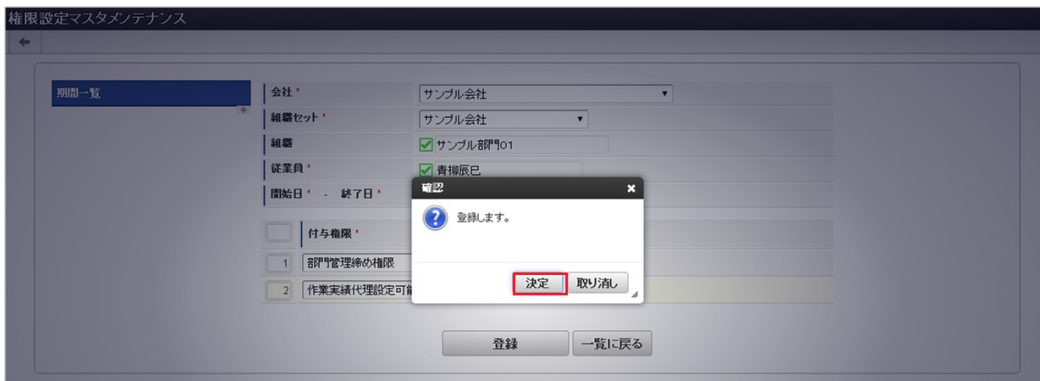 権限設定マスタメンテナンス
期間一覧
会社 * サンプル会社
組織セット * サンプル会社
組織 サンプル部門01
従業員 * 青柳辰巳
開始日 * - 終了日 *
確認
登録します。
決定 取り消し
付与権限 *
1 部門管理締め権限
2 作業実績代理設定可能
登録 一覧に戻る